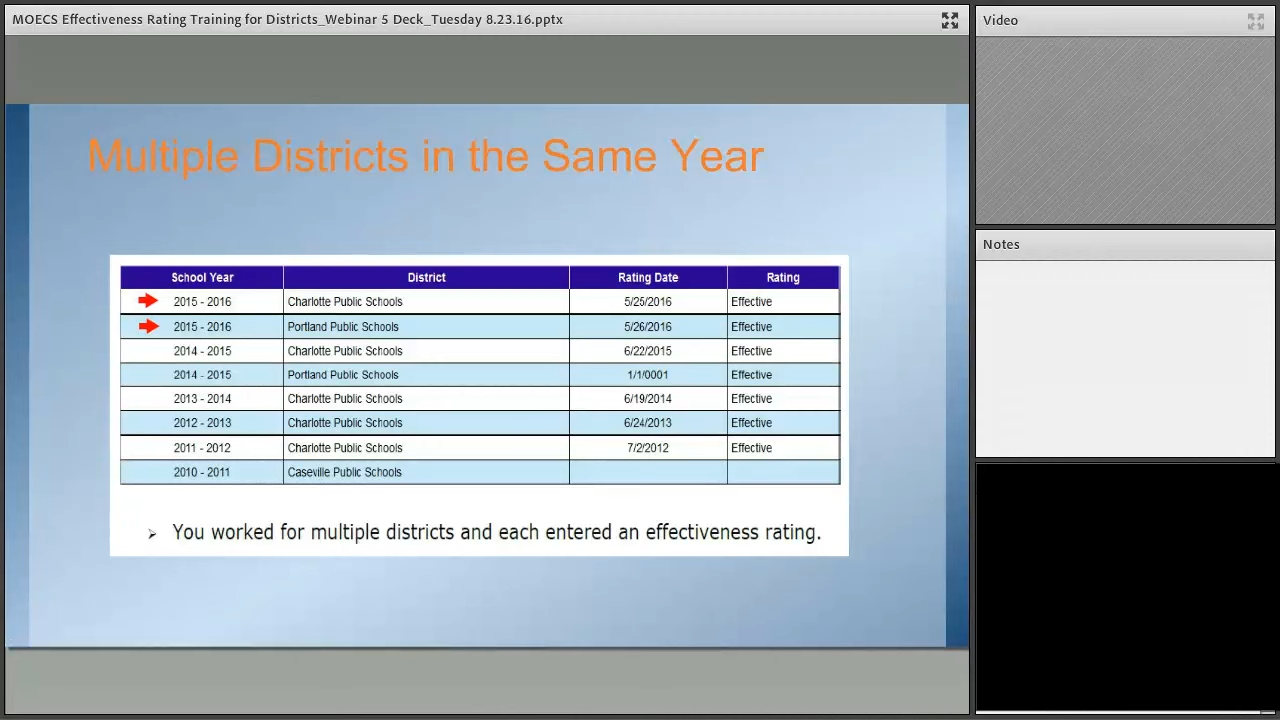 MOECS Effectiveness Rating Training for Districts_Webinar 5 Deck_Tuesday 8.23.16.pptx
Video
Multiple Districts in the Same Year
Notes
School Year District Rating Date Rating
2015 - 2016 Charlotte Public Schools 5/25/2016 Effective
2015 - 2016 Portland Public Schools 5/26/2016 Effective
2014 - 2015 Charlotte Public Schools 6/22/2015 Effective
2014 - 2015 Portland Public Schools 1/1/0001 Effective
2013 - 2014 Charlotte Public Schools 6/19/2014 Effective
2012 - 2013 Charlotte Public Schools 6/24/2013 Effective
2011 - 2012 Charlotte Public Schools 7/2/2012 Effective
2010 - 2011 Caseville Public Schools
➢ You worked for multiple districts and each entered an effectiveness rating.